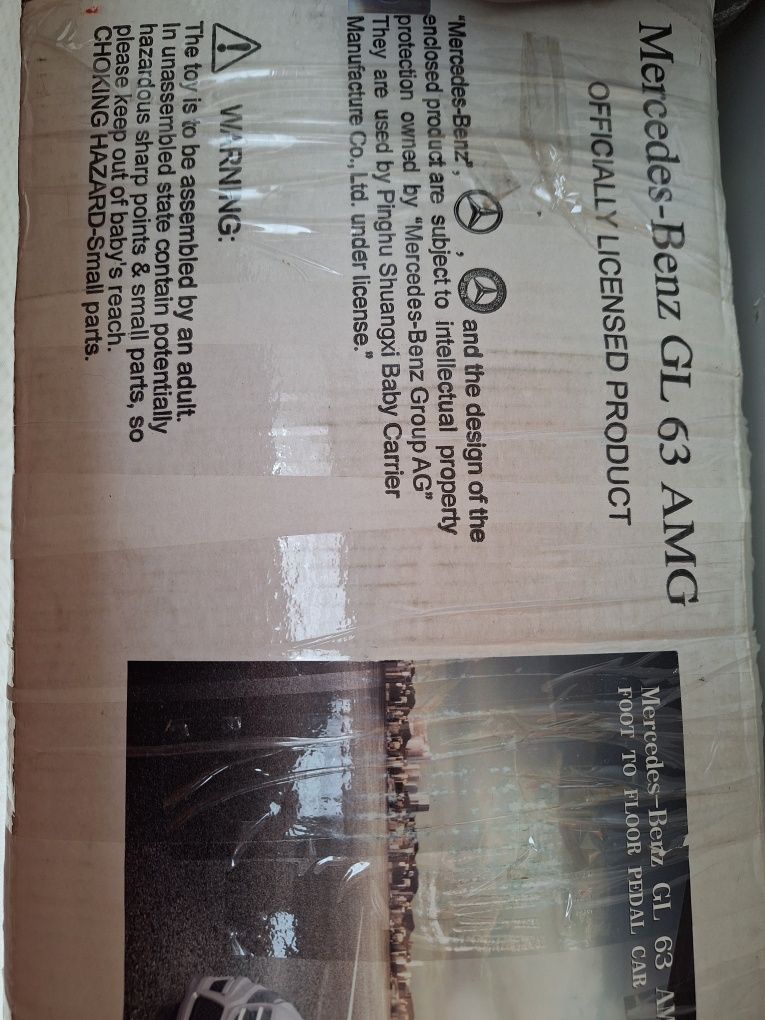 Mercedes-Benz GL 63 AMG
OFFICIALLY LICENSED PRODUCT
"Mercedes-Benz", , and the design of the
enclosed product are subject to intellectual property
protection owned by "Mercedes-Benz Group AG"
They are used by Pinghu Shuangxi Baby Carrier
Manufacture Co., Ltd. under license."
WARNING:
The toy is to be assembled by an adult.
In unassembled state contain potentially
hazardous sharp points & small parts, so
please keep out of baby's reach.
CHOKING HAZARD-Small parts.
Mercedes-Benz GL 63 AM
FOOT TO FLOOR PEDAL CAR